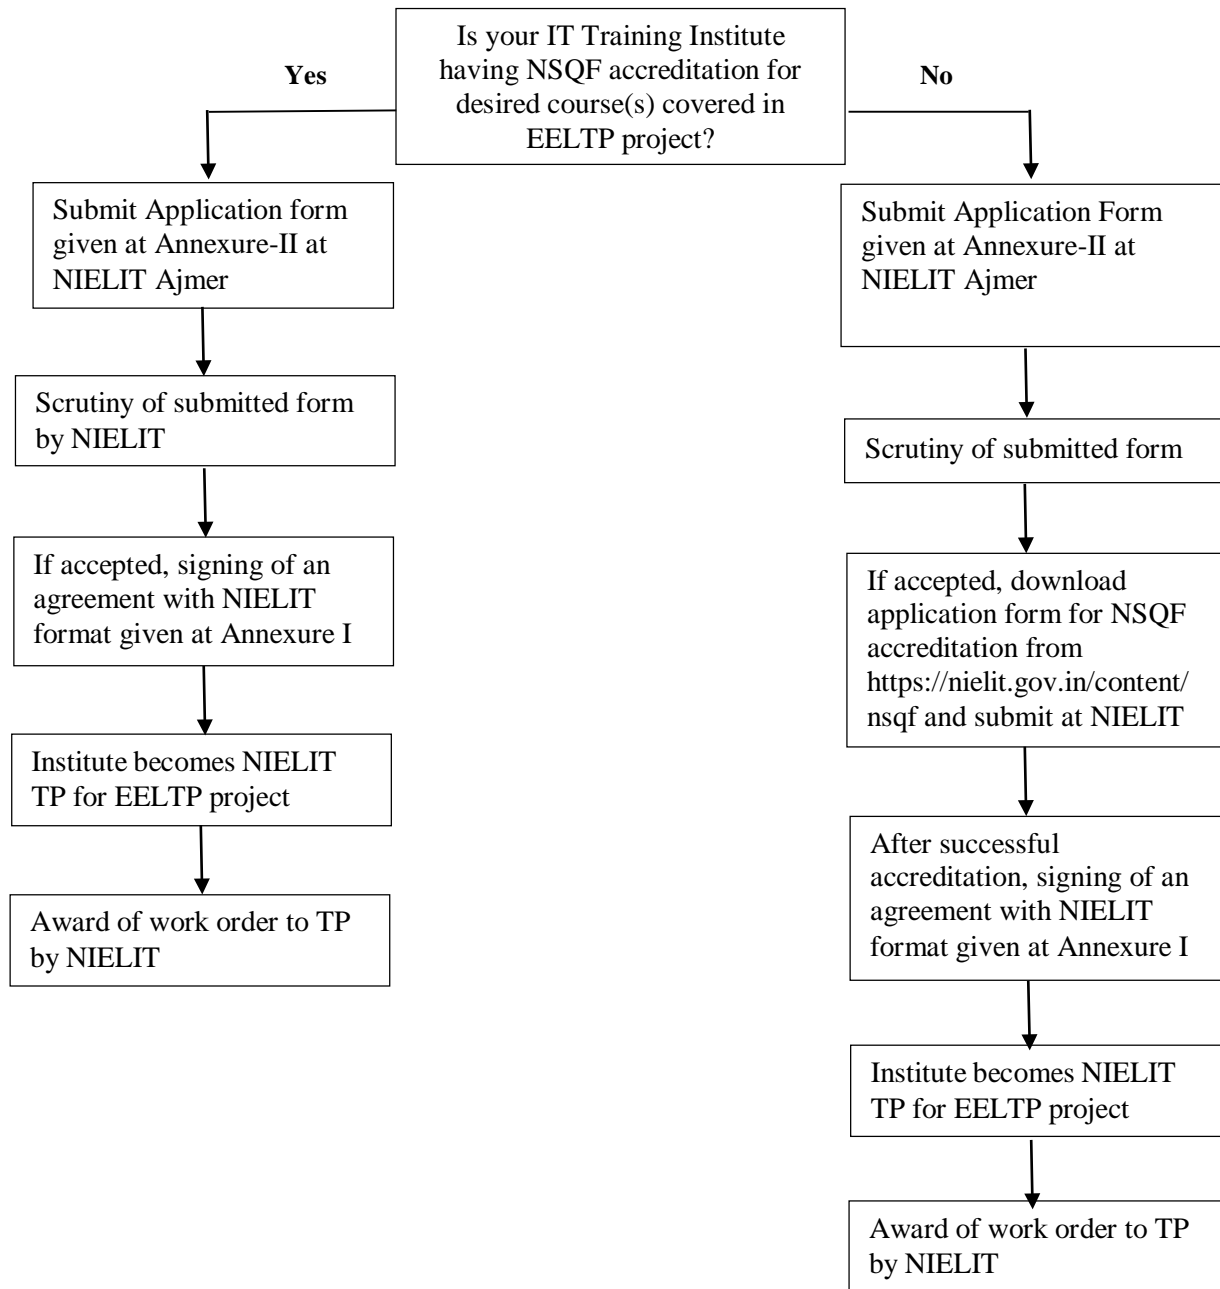 Is your IT Training Institute
having NSQF accreditation for
desired course(s) covered in
EELTP project?
Yes
No
Submit Application form
given at Annexure-II at
NIELIT Ajmer
Scrutiny of submitted form
by NIELIT
If accepted, signing of an
agreement with NIELIT
format given at Annexure I
Institute becomes NIELIT
TP for EELTP project
Award of work order to TP
by NIELIT
Submit Application Form
given at Annexure-II at
NIELIT Ajmer
Scrutiny of submitted form
If accepted, download
application form for NSQF
accreditation from
https://nielit.gov.in/content/
nsqf and submit at NIELIT
After successful
accreditation, signing of an
agreement with NIELIT
format given at Annexure I
Institute becomes NIELIT
TP for EELTP project
Award of work order to TP
by NIELIT